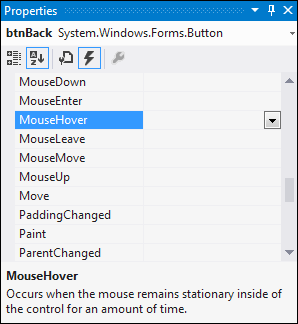 Properties
btnBack System.Windows.Forms.Button
MouseDown
MouseEnter
MouseHover
MouseLeave
MouseMove
MouseUp
Move
PaddingChanged
Paint
ParentChanged
MouseHover
Occurs when the mouse remains stationary inside of
the control for an amount of time.